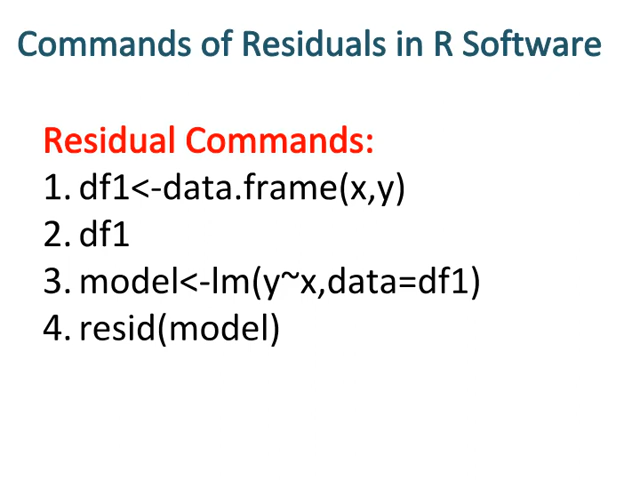 Commands of Residuals in R Software
Residual Commands:
1. df1<-data.frame(x,y)
2. df1
3. model<-lm(y~x,data=df1)
4. resid(model)